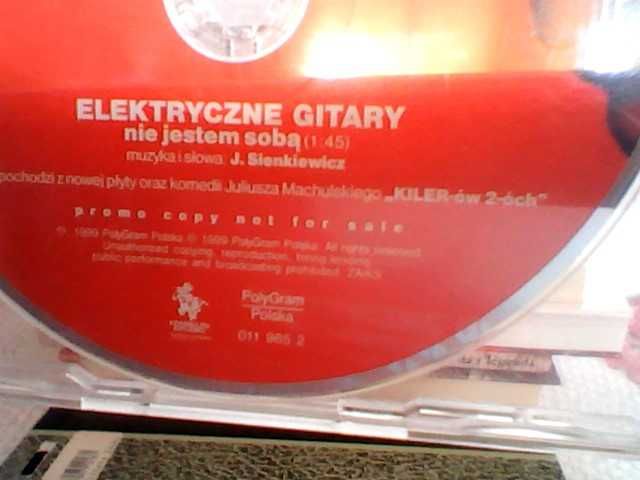 ELEKTRYCZNE GITARY
nie jestem sobą (1:45)
muzyka i słowa: J. Sienkiewicz
pochodzi z nowej płyty oraz komedii Juliusza Machulskiego „KILER-ów 2-óch"
promo copy not for sale
℗ 1999 PolyGram Polska © 1999 PolyGram Polska. All rights reserved.
Unauthorized copying, reproduction, hiring, lending,
public performance and broadcasting prohibited. ZAiKS
PolyGram
Polska
011 985 2